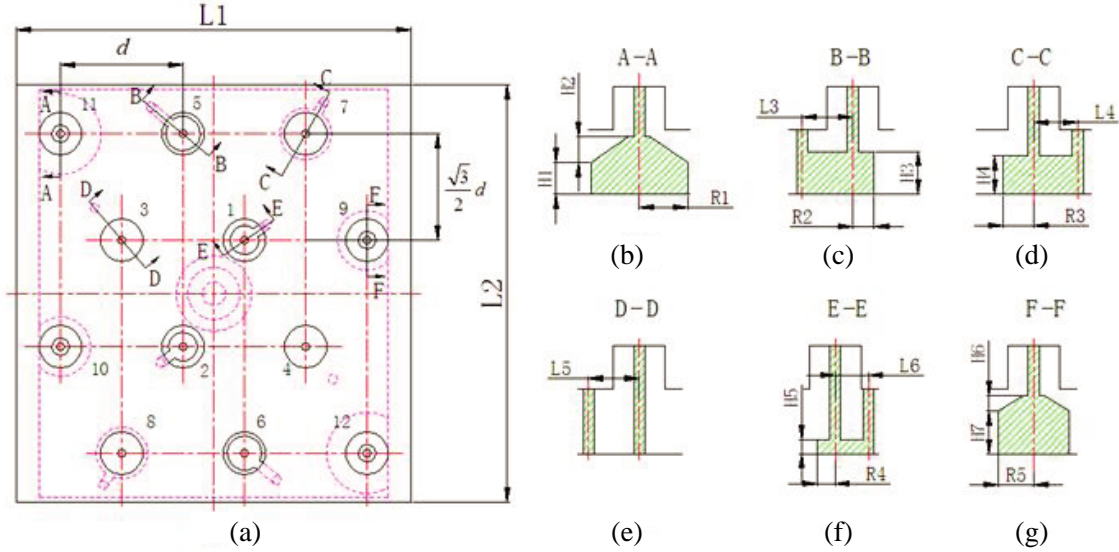 L1
d
A
11
B
5
C
7
B
C
A
D
3
1
E
9
F
E
D
F
√3/2 d
L2
10
2
4
8
6
12
(a)
A-A
H2
H1
R1
(b)
B-B
L3
H3
R2
(c)
C-C
L4
H4
R3
(d)
D-D
L5
(e)
E-E
L6
H5
R4
(f)
F-F
H6
H7
R5
(g)